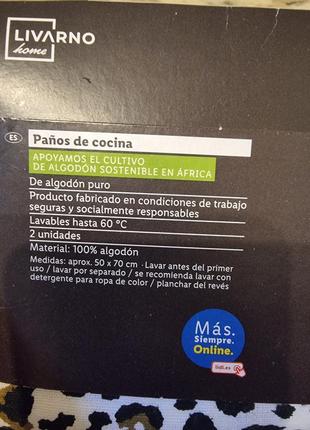 LIVARNO
home
ES
Paños de cocina
APOYAMOS EL CULTIVO
DE ALGODÓN SOSTENIBLE EN ÁFRICA
De algodón puro
Producto fabricado en condiciones de trabajo
seguras y socialmente responsables
Lavables hasta 60 °C
2 unidades
Material: 100% algodón
Medidas: aprox. 50 x 70 cm · Lavar antes del primer
uso / lavar por separado / se recomienda lavar con
detergente para ropa de color / planchar del revés
Más.
Siempre.
Online.
lidl.es